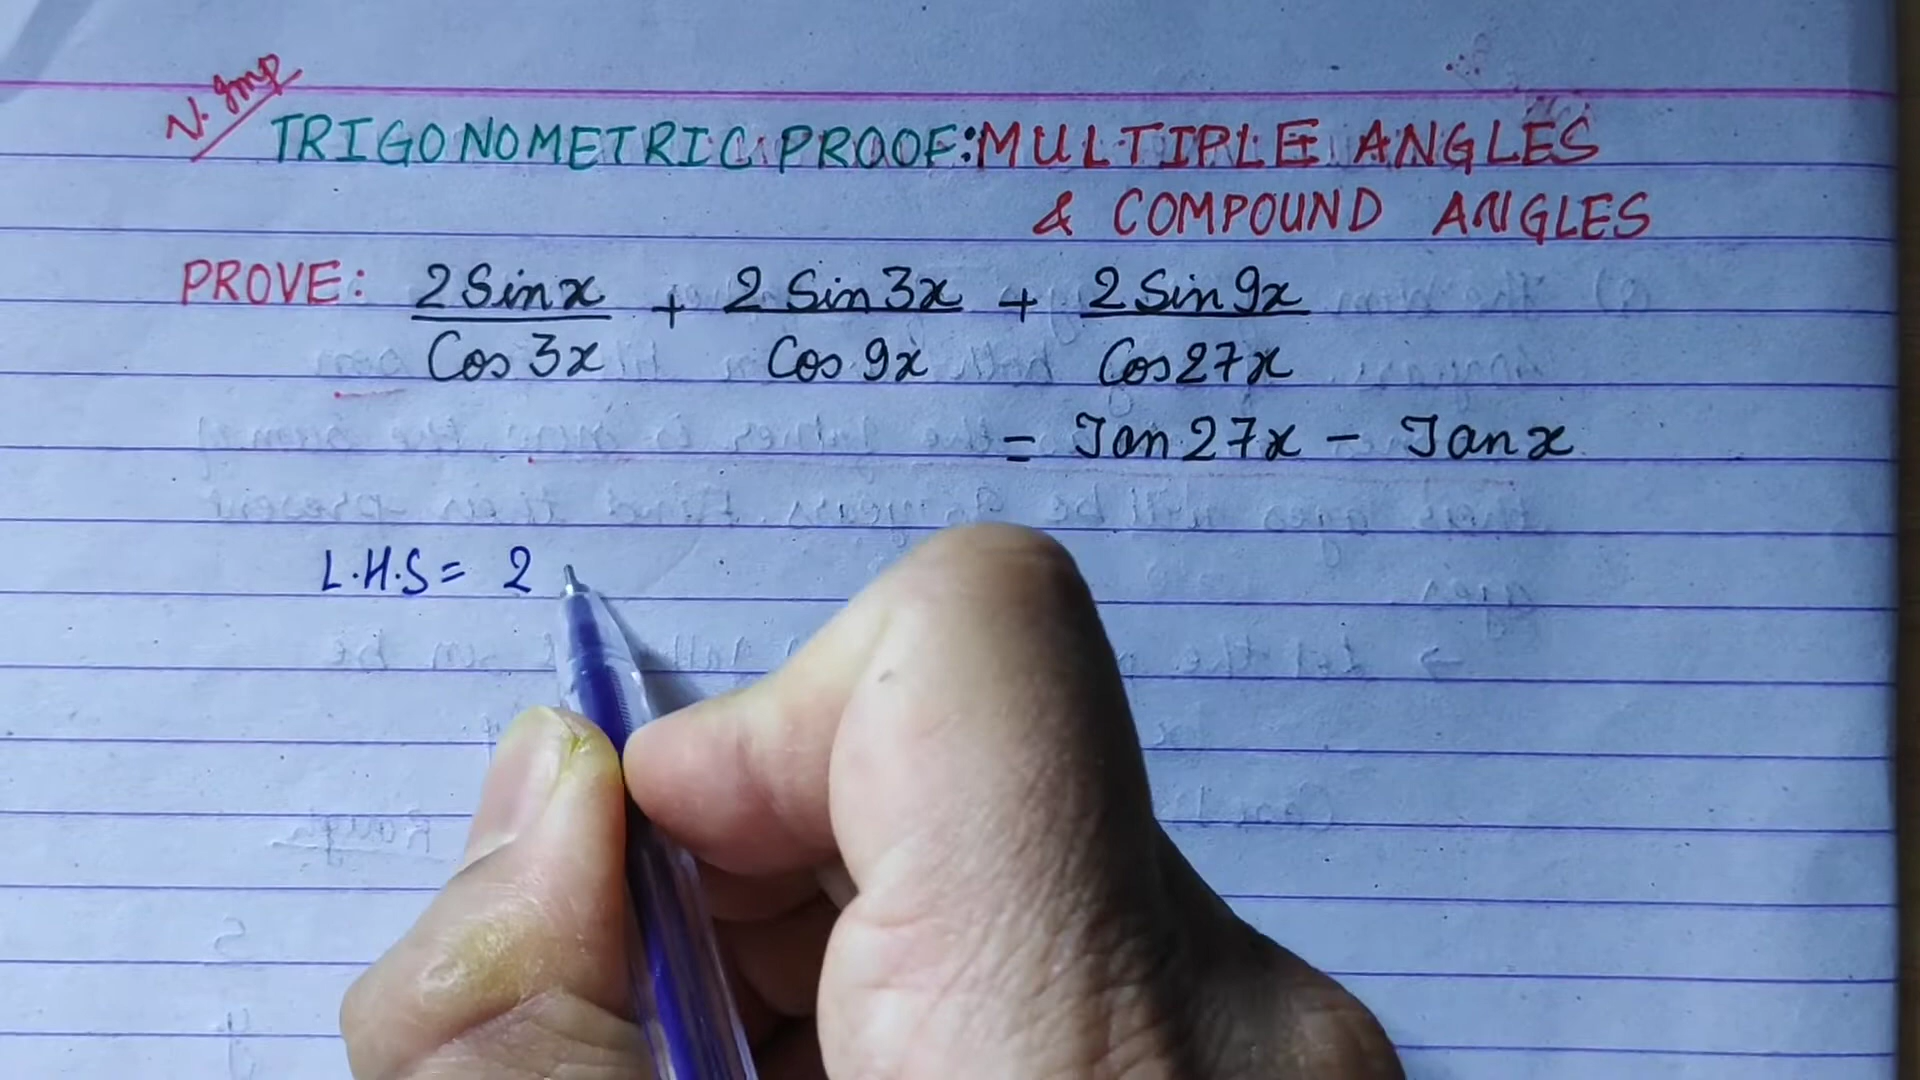 V. Imp
TRIGONOMETRIC PROOF: MULTIPLE ANGLES
& COMPOUND ANGLES
PROVE: 2 Sin x / Cos 3x + 2 Sin 3x / Cos 9x + 2 Sin 9x / Cos 27x
= Tan 27x - Tan x
L.H.S = 2